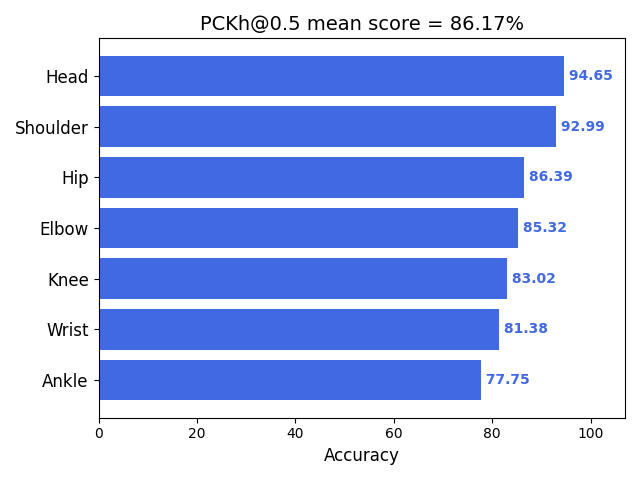 PCKh@0.5 mean score = 86.17%
Head 94.65
Shoulder 92.99
Hip 86.39
Elbow 85.32
Knee 83.02
Wrist 81.38
Ankle 77.75
0 20 40 60 80 100
Accuracy